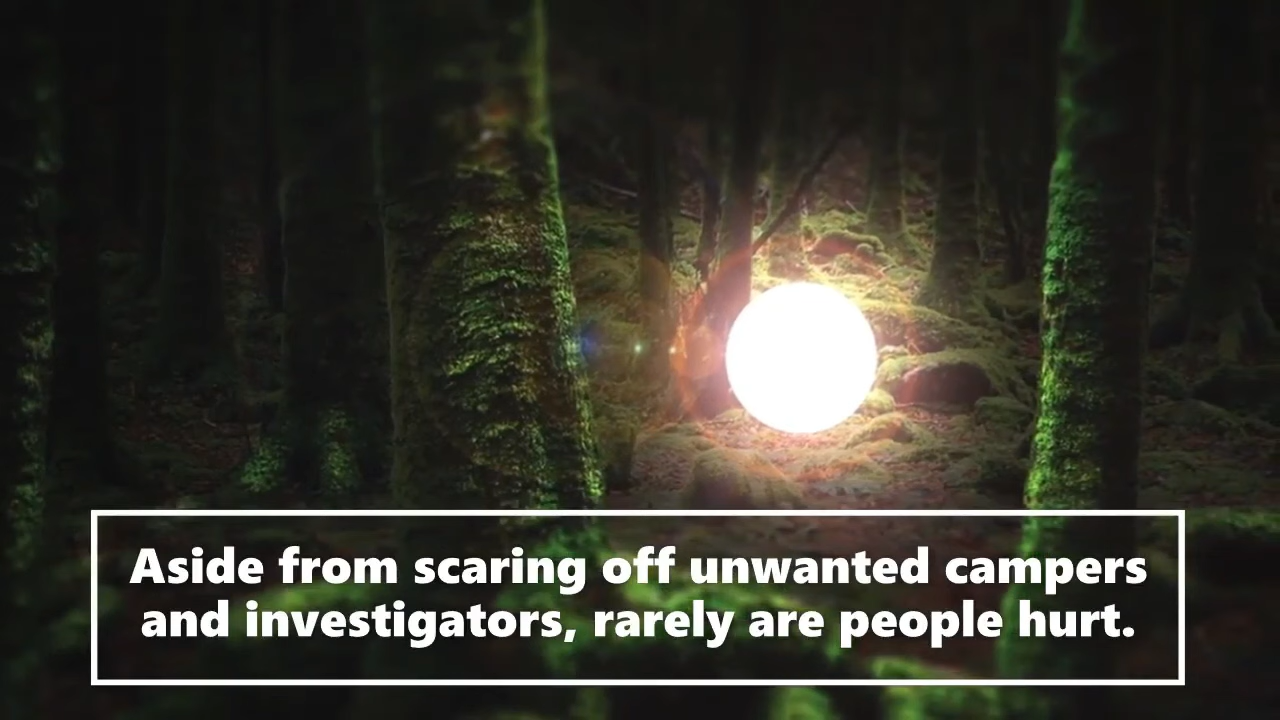 Aside from scaring off unwanted campers
and investigators, rarely are people hurt.